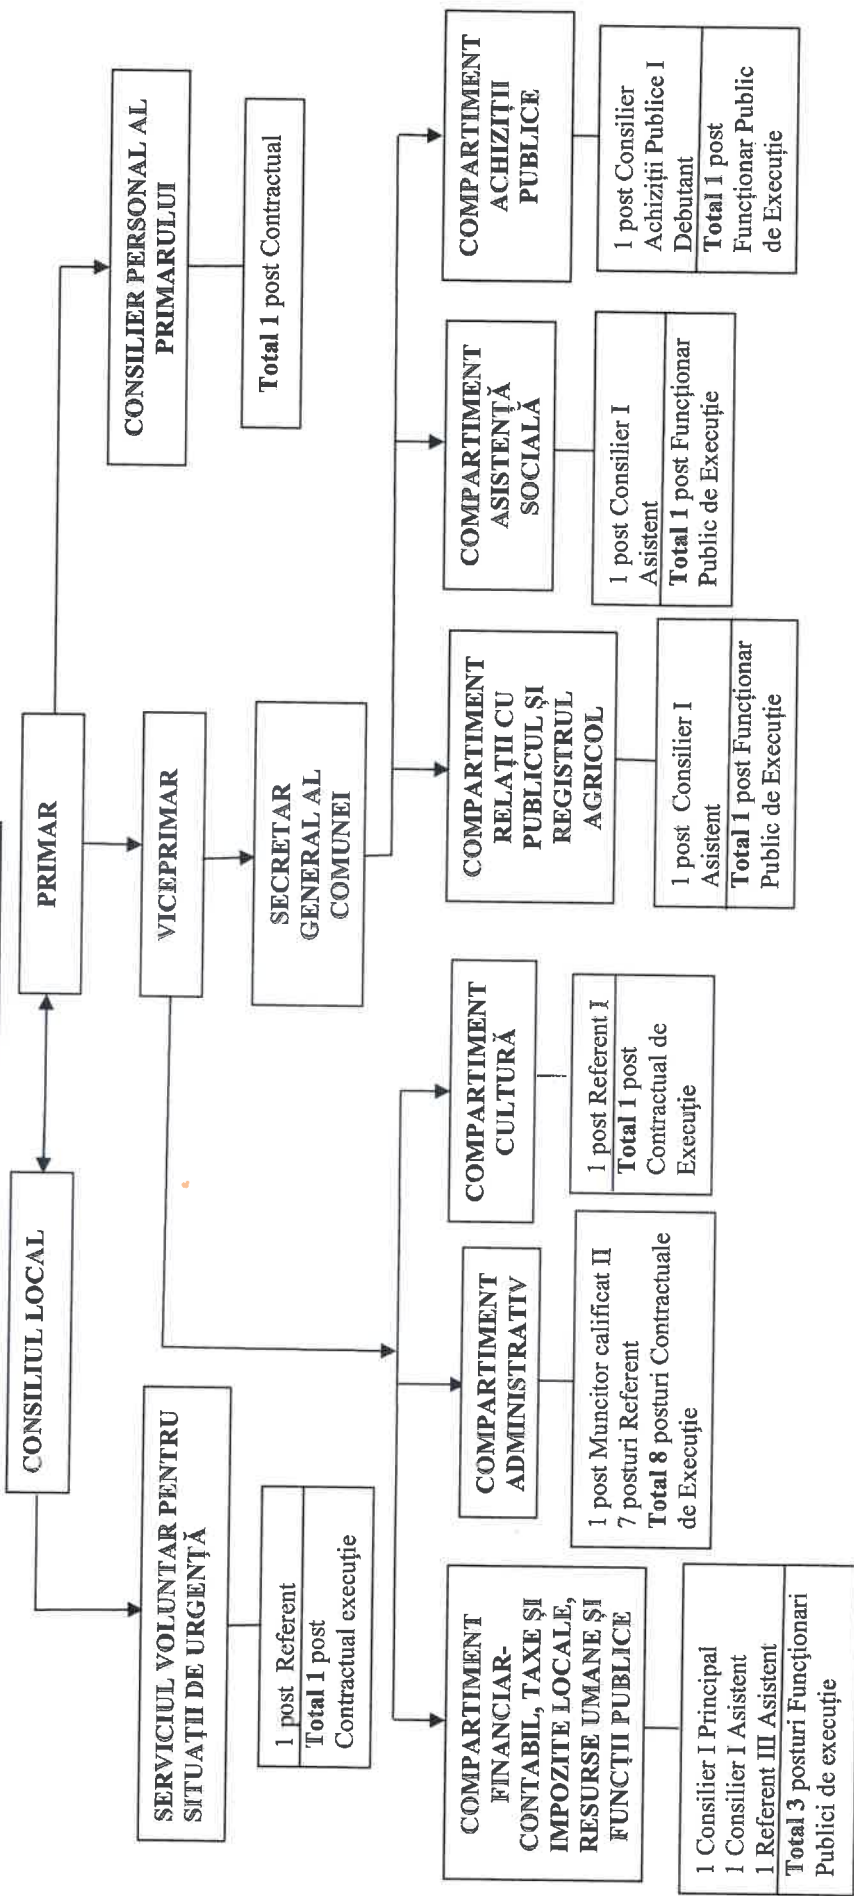 CONSILIUL LOCAL
PRIMAR
CONSILIER PERSONAL AL
PRIMARULUI
Total 1 post Contractual
SERVICIUL VOLUNTAR PENTRU
SITUAȚII DE URGENȚĂ
1 post Referent
Total 1 post
Contractual execuție
VICEPRIMAR
SECRETAR
GENERAL AL
COMUNEI
COMPARTIMENT
FINANCIAR-
CONTABIL, TAXE ȘI
IMPOZITE LOCALE,
RESURSE UMANE ȘI
FUNCȚII PUBLICE
1 Consilier I Principal
1 Consilier I Asistent
1 Referent III Asistent
Total 3 posturi Funcționari
Publici de execuție
COMPARTIMENT
ADMINISTRATIV
1 post Muncitor calificat II
7 posturi Referent
Total 8 posturi Contractuale
de Execuție
COMPARTIMENT
CULTURĂ
1 post Referent I
Total 1 post
Contractual de
Execuție
COMPARTIMENT
RELAȚII CU
PUBLICUL ȘI
REGISTRUL
AGRICOL
1 post Consilier I
Asistent
Total 1 post Funcționar
Public de Execuție
COMPARTIMENT
ASISTENȚĂ
SOCIALĂ
1 post Consilier I
Asistent
Total 1 post Funcționar
Public de Execuție
COMPARTIMENT
ACHIZIȚII
PUBLICE
1 post Consilier
Achiziții Publice I
Debutant
Total 1 post
Funcționar Public
de Execuție